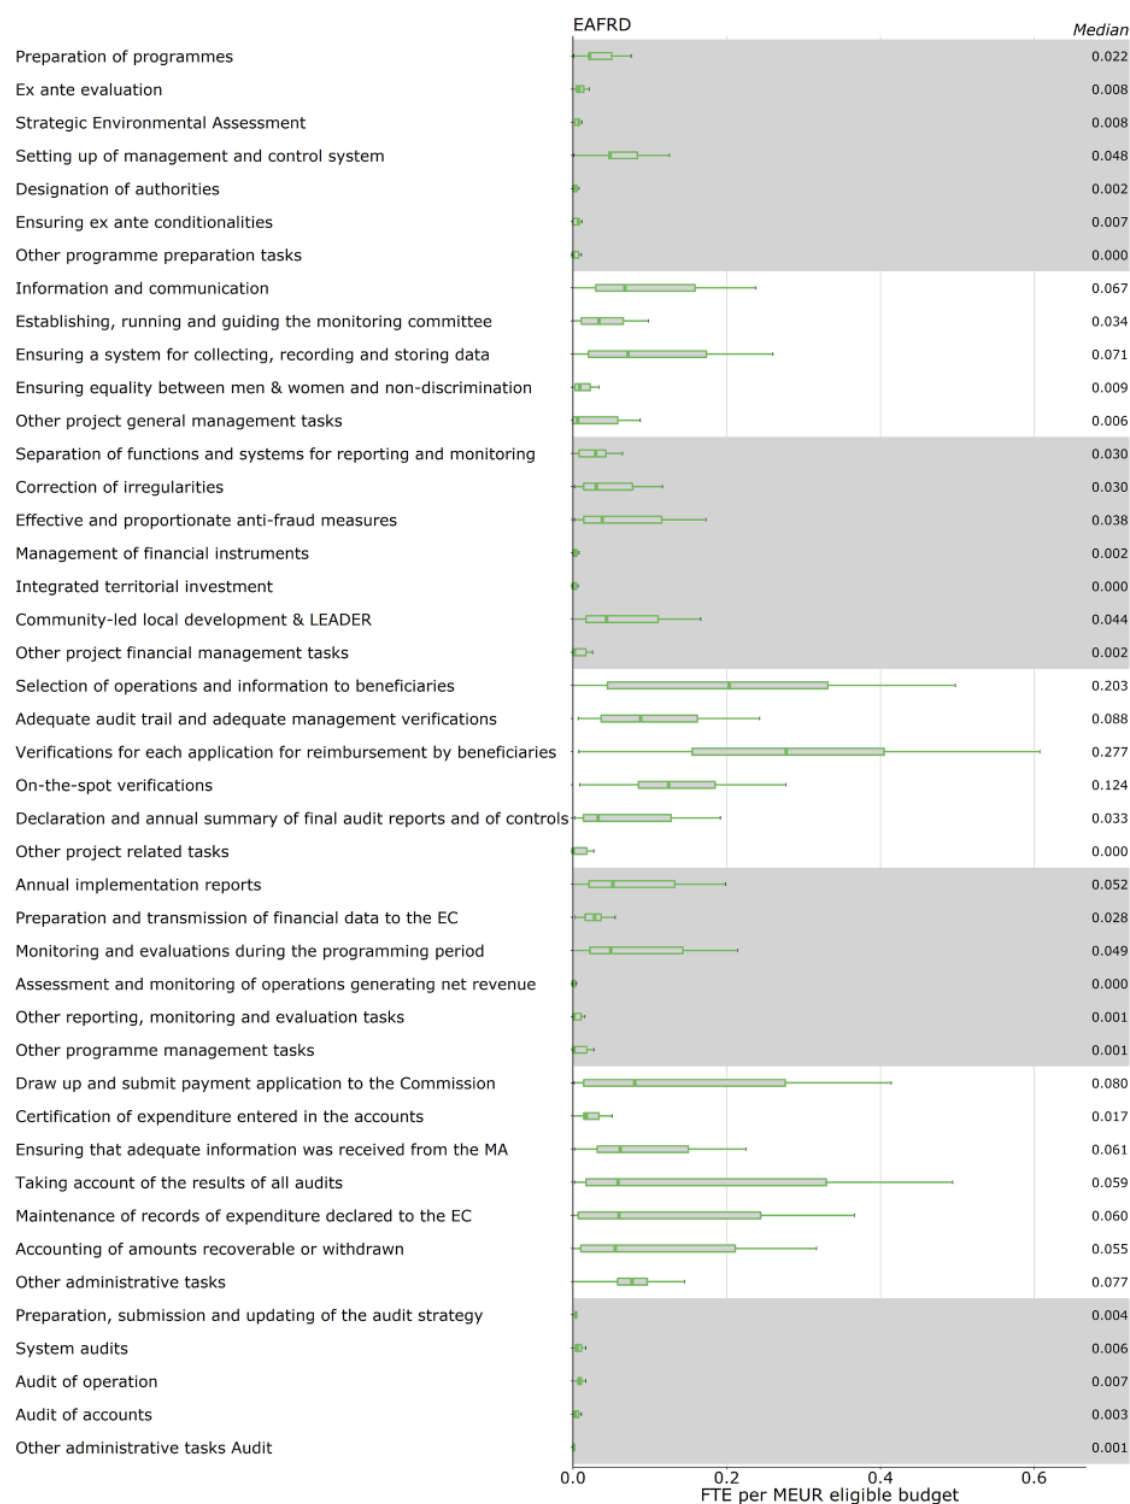 EAFRD
Median
Preparation of programmes 0.022
Ex ante evaluation 0.008
Strategic Environmental Assessment 0.008
Setting up of management and control system 0.048
Designation of authorities 0.002
Ensuring ex ante conditionalities 0.007
Other programme preparation tasks 0.000
Information and communication 0.067
Establishing, running and guiding the monitoring committee 0.034
Ensuring a system for collecting, recording and storing data 0.071
Ensuring equality between men & women and non-discrimination 0.009
Other project general management tasks 0.006
Separation of functions and systems for reporting and monitoring 0.030
Correction of irregularities 0.030
Effective and proportionate anti-fraud measures 0.038
Management of financial instruments 0.002
Integrated territorial investment 0.000
Community-led local development & LEADER 0.044
Other project financial management tasks 0.002
Selection of operations and information to beneficiaries 0.203
Adequate audit trail and adequate management verifications 0.088
Verifications for each application for reimbursement by beneficiaries 0.277
On-the-spot verifications 0.124
Declaration and annual summary of final audit reports and of controls 0.033
Other project related tasks 0.000
Annual implementation reports 0.052
Preparation and transmission of financial data to the EC 0.028
Monitoring and evaluations during the programming period 0.049
Assessment and monitoring of operations generating net revenue 0.000
Other reporting, monitoring and evaluation tasks 0.001
Other programme management tasks 0.001
Draw up and submit payment application to the Commission 0.080
Certification of expenditure entered in the accounts 0.017
Ensuring that adequate information was received from the MA 0.061
Taking account of the results of all audits 0.059
Maintenance of records of expenditure declared to the EC 0.060
Accounting of amounts recoverable or withdrawn 0.055
Other administrative tasks 0.077
Preparation, submission and updating of the audit strategy 0.004
System audits 0.006
Audit of operation 0.007
Audit of accounts 0.003
Other administrative tasks Audit 0.001
0.0 0.2 0.4 0.6
FTE per MEUR eligible budget